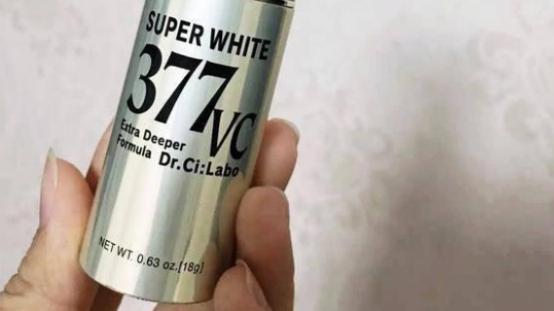 SUPER WHITE
377VC
Extra Deeper
Formula Dr.Ci:Labo
NET WT. 0.63 oz.[18g]